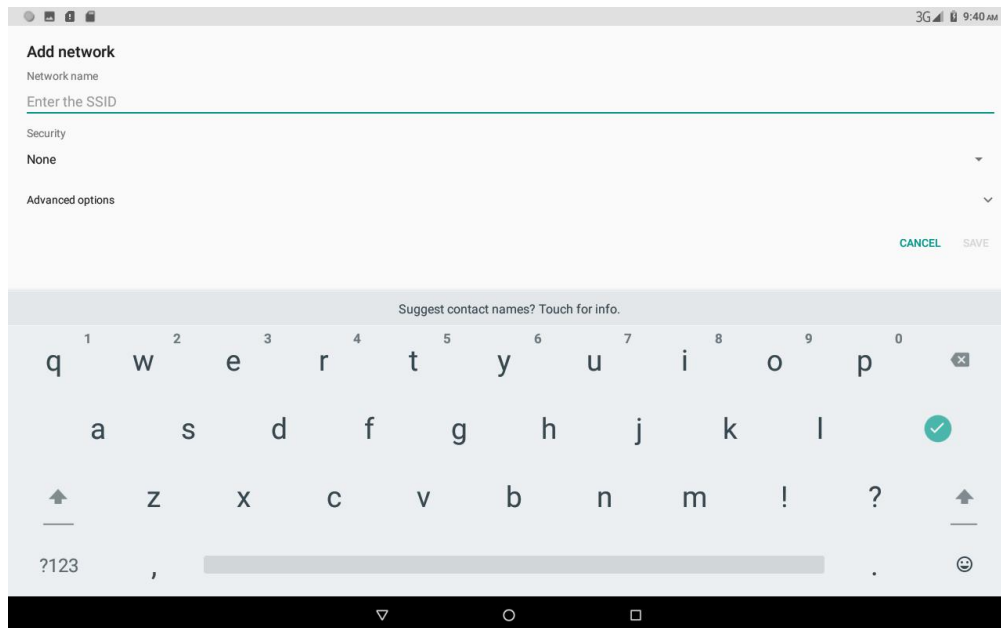 3G 9:40 AM
Add network
Network name
Enter the SSID
Security
None
Advanced options
CANCEL SAVE
Suggest contact names? Touch for info.
1 2 3 4 5 6 7 8 9 0
q w e r t y u i o p
a s d f g h j k l
z x c v b n m ! ?
?123 , .